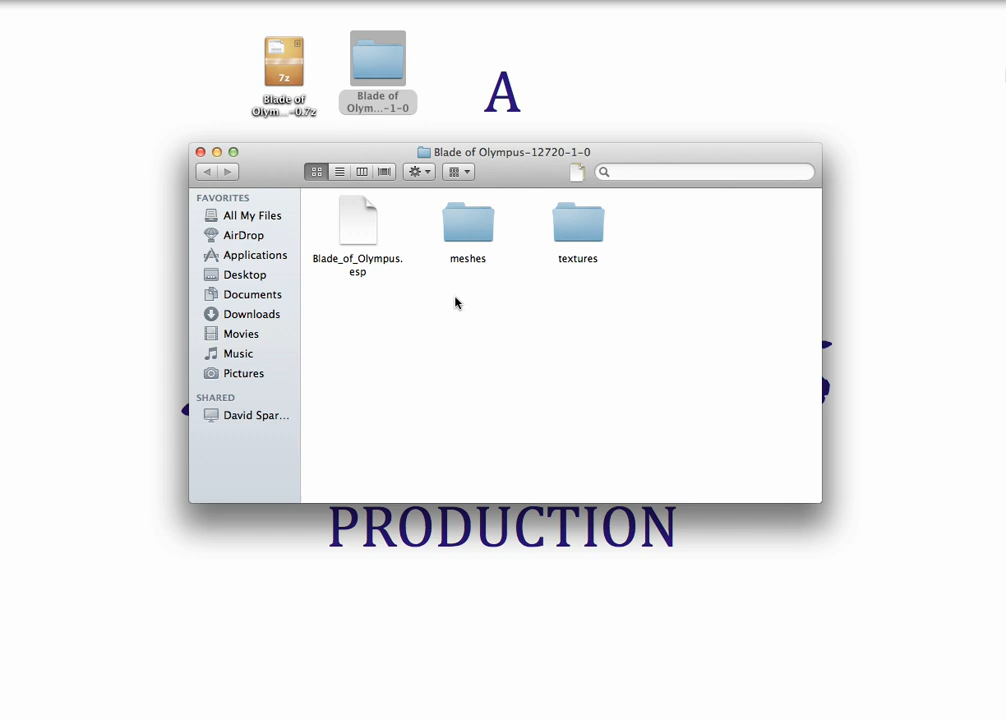 7z
Blade of
Olym...-0.7z
Blade of
Olym...-1-0
A
Blade of Olympus-12720-1-0
FAVORITES
All My Files
AirDrop
Applications
Desktop
Documents
Downloads
Movies
Music
Pictures
SHARED
David Spar...
Blade_of_Olympus.
esp
meshes
textures
PRODUCTION